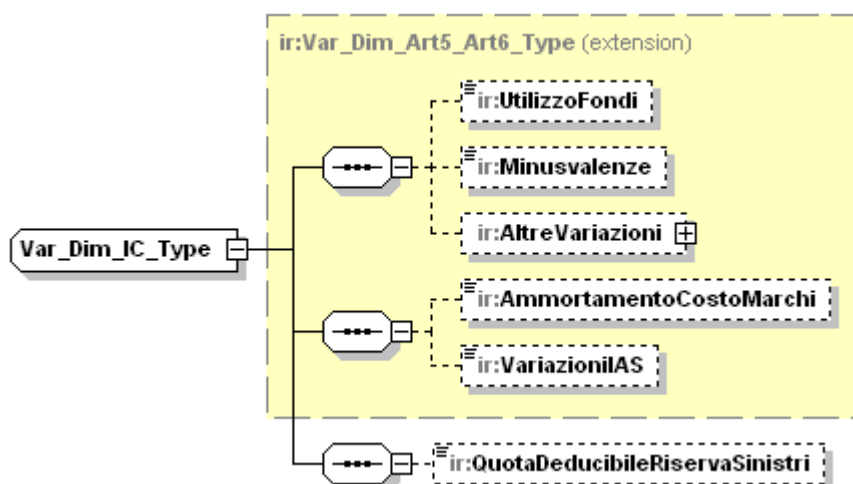 ir:Var_Dim_Art5_Art6_Type (extension)
ir:UtilizzoFondi
ir:Minusvalenze
ir:AltreVariazioni
Var_Dim_IC_Type
ir:AmmortamentoCostoMarchi
ir:VariazioniIAS
ir:QuotaDeducibileRiservaSinistri